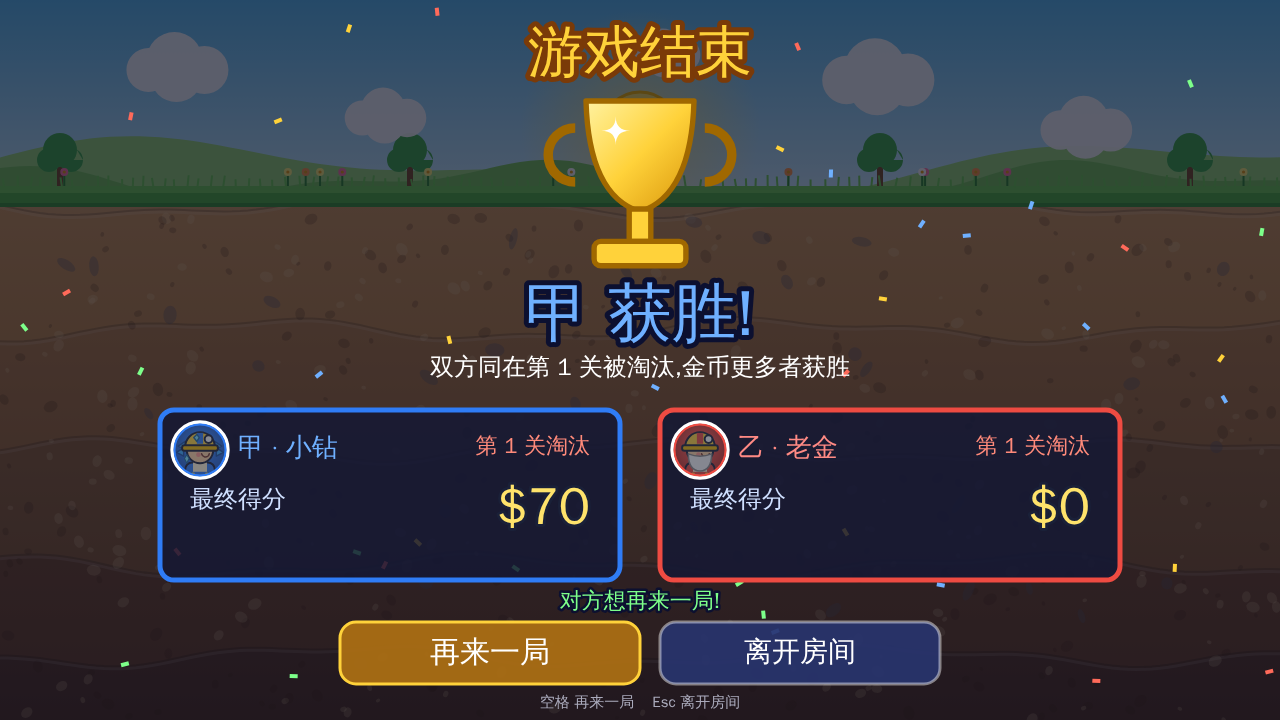 游戏结束
甲 获胜!
双方同在第 1 关被淘汰,金币更多者获胜
甲 · 小钻
第 1 关淘汰
最终得分
$70
乙 · 老金
第 1 关淘汰
最终得分
$0
对方想再来一局!
再来一局
离开房间
空格 再来一局 Esc 离开房间